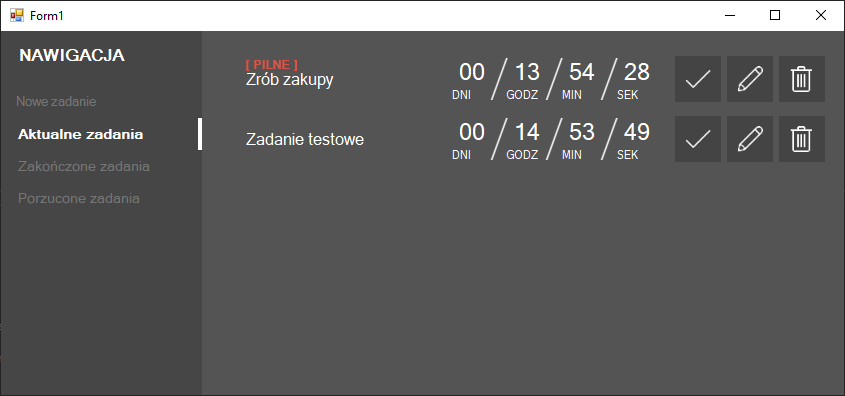 Form1
NAWIGACJA
Nowe zadanie
Aktualne zadania
Zakończone zadania
Porzucone zadania
[ PILNE ]
Zrób zakupy
00 / 13 / 54 / 28
DNI GODZ MIN SEK
Zadanie testowe
00 / 14 / 53 / 49
DNI GODZ MIN SEK